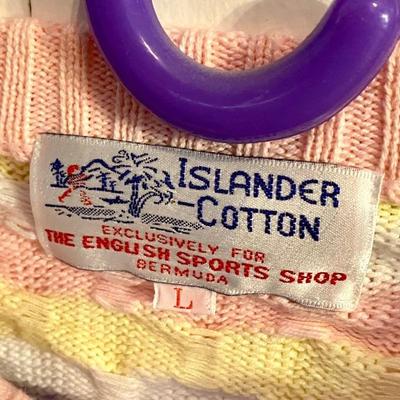 ISLANDER
-COTTON
EXCLUSIVELY FOR
THE ENGLISH SPORTS SHOP
BERMUDA
L